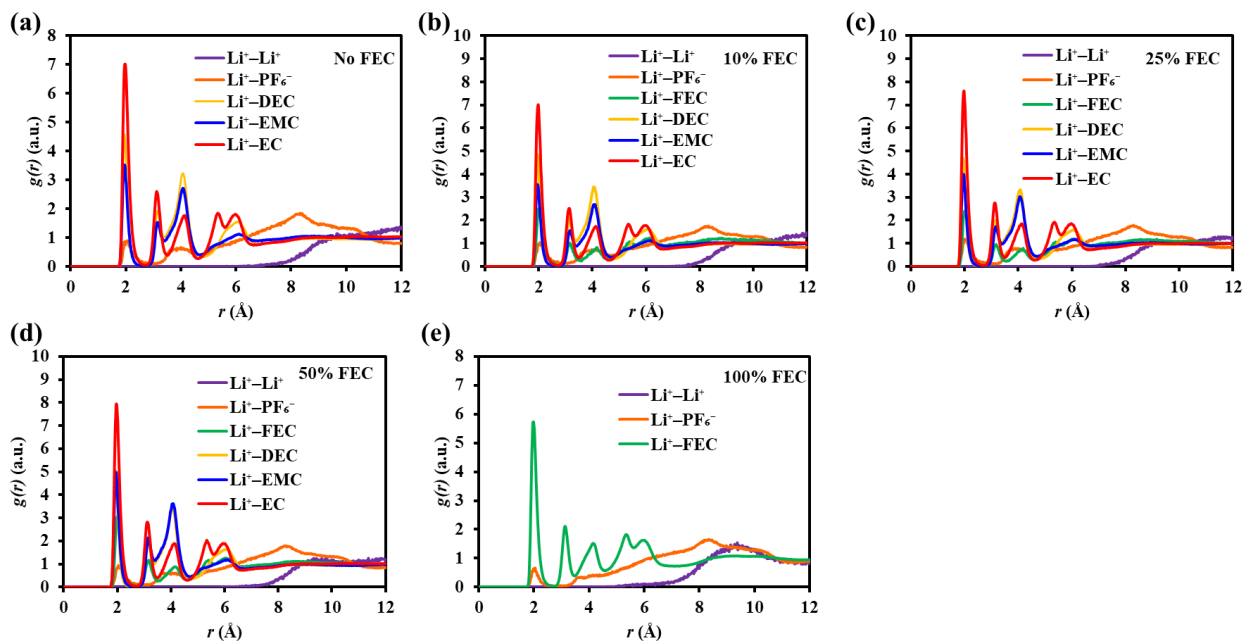 (a)
8
7
6
5
4
3
2
1
0
g(r) (a.u.)
Li⁺–Li⁺
Li⁺–PF₆⁻
Li⁺–DEC
Li⁺–EMC
Li⁺–EC
No FEC
0 2 4 6 8 10 12
r (Å)
(b)
10
9
8
7
6
5
4
3
2
1
0
g(r) (a.u.)
Li⁺–Li⁺
Li⁺–PF₆⁻
Li⁺–FEC
Li⁺–DEC
Li⁺–EMC
Li⁺–EC
10% FEC
0 2 4 6 8 10 12
r (Å)
(c)
10
9
8
7
6
5
4
3
2
1
0
g(r) (a.u.)
Li⁺–Li⁺
Li⁺–PF₆⁻
Li⁺–FEC
Li⁺–DEC
Li⁺–EMC
Li⁺–EC
25% FEC
0 2 4 6 8 10 12
r (Å)
(d)
10
9
8
7
6
5
4
3
2
1
0
g(r) (a.u.)
Li⁺–Li⁺
Li⁺–PF₆⁻
Li⁺–FEC
Li⁺–DEC
Li⁺–EMC
Li⁺–EC
50% FEC
0 2 4 6 8 10 12
r (Å)
(e)
8
7
6
5
4
3
2
1
0
g(r) (a.u.)
Li⁺–Li⁺
Li⁺–PF₆⁻
Li⁺–FEC
100% FEC
0 2 4 6 8 10 12
r (Å)